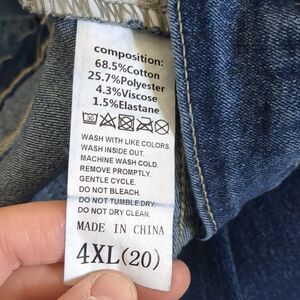 composition:
68.5%Cotton
25.7%Polyester
4.3%Viscose
1.5%Elastane
WASH WITH LIKE COLORS.
WASH INSIDE OUT.
MACHINE WASH COLD.
REMOVE PROMPTLY.
GENTLE CYCLE.
DO NOT BLEACH.
DO NOT TUMBLE DRY.
DO NOT DRY CLEAN.
MADE IN CHINA
4XL(20)